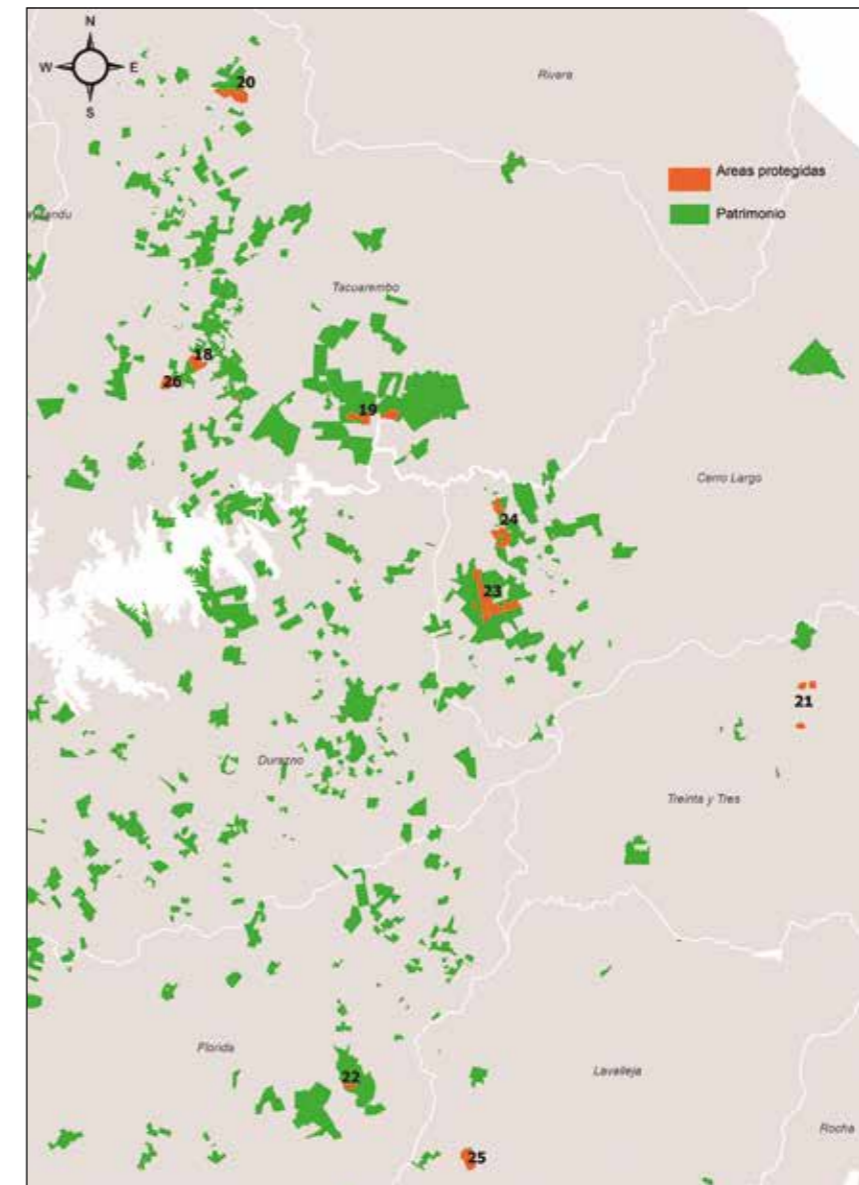 N
W E
S
20
Rivera
Areas protegidas
Patrimonio
Tacuarembo
18
26
19
Cerro Largo
24
23
21
Durazno
Treinta y Tres
Florida
22
Lavalleja
Rocha
25